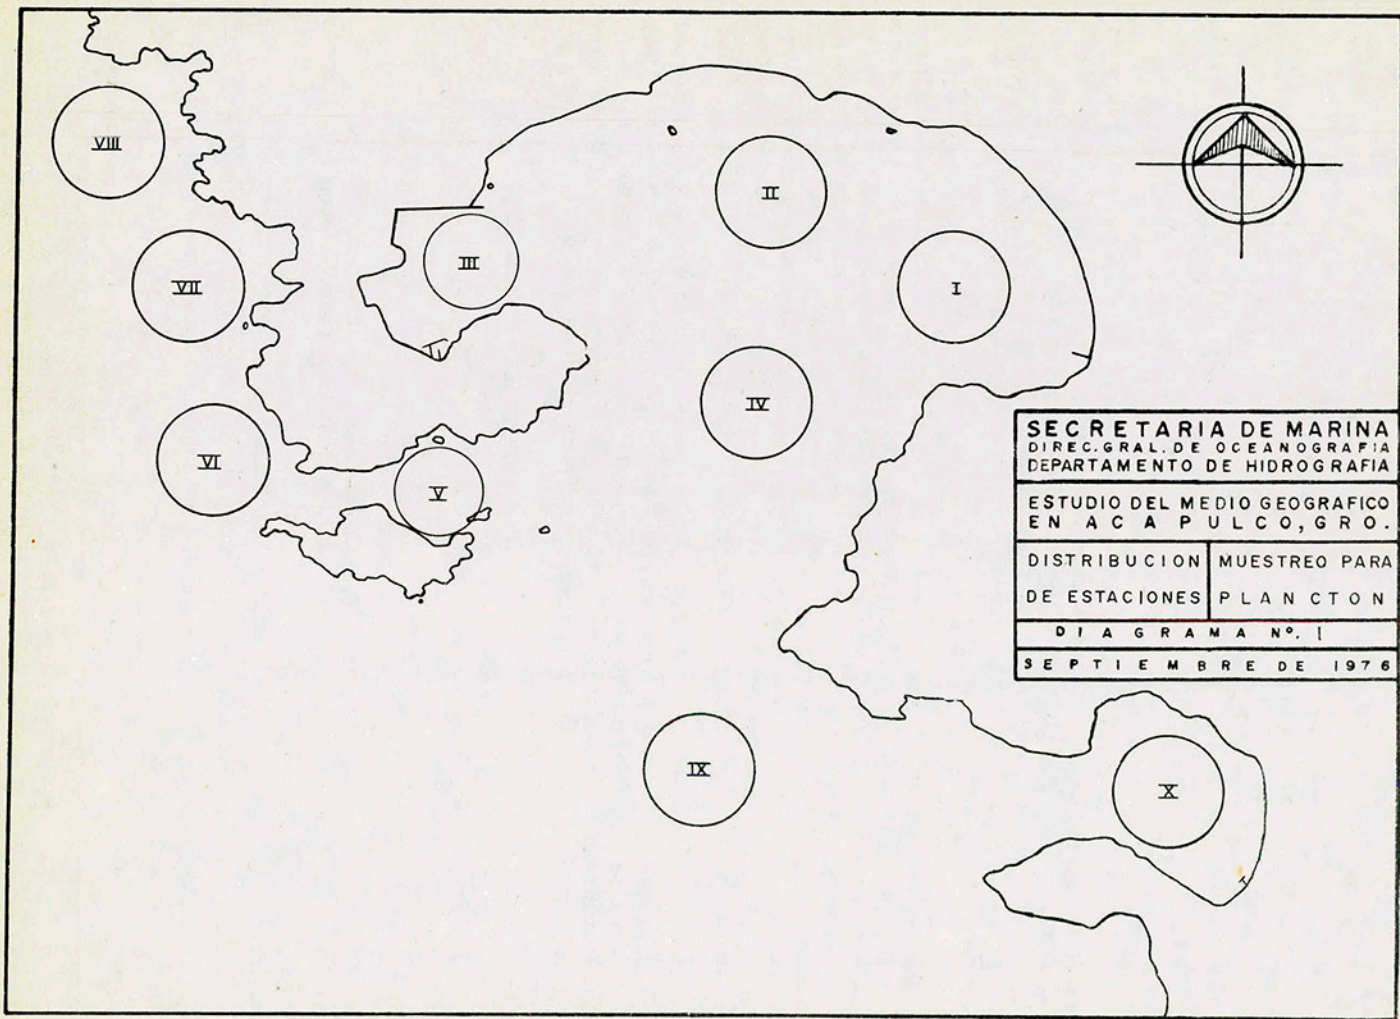 VIII
II
III
VII
I
IV
VI
V
IX
X
SECRETARIA DE MARINA
DIREC. GRAL. DE OCEANOGRAFIA
DEPARTAMENTO DE HIDROGRAFIA
ESTUDIO DEL MEDIO GEOGRAFICO
EN ACAPULCO, GRO.
DISTRIBUCION
DE ESTACIONES
MUESTREO PARA
PLANCTON
DIAGRAMA Nº. 1
SEPTIEMBRE DE 1976